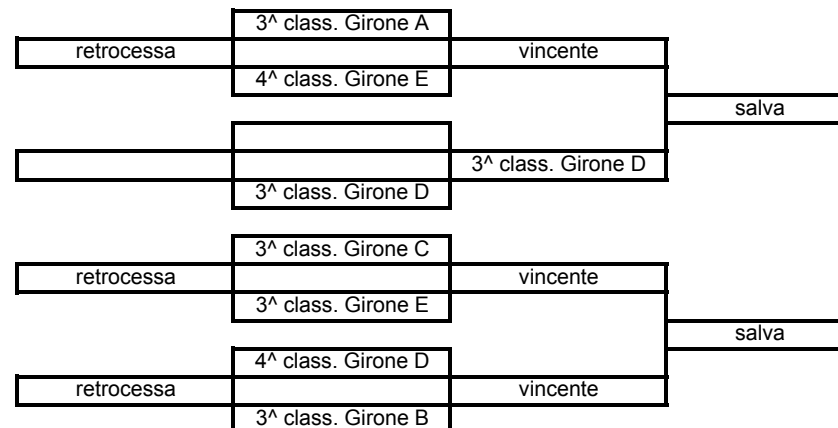 3^ class. Girone A
retrocessa vincente
4^ class. Girone E
salva
3^ class. Girone D
3^ class. Girone D
3^ class. Girone C
retrocessa vincente
3^ class. Girone E
salva
4^ class. Girone D
retrocessa vincente
3^ class. Girone B